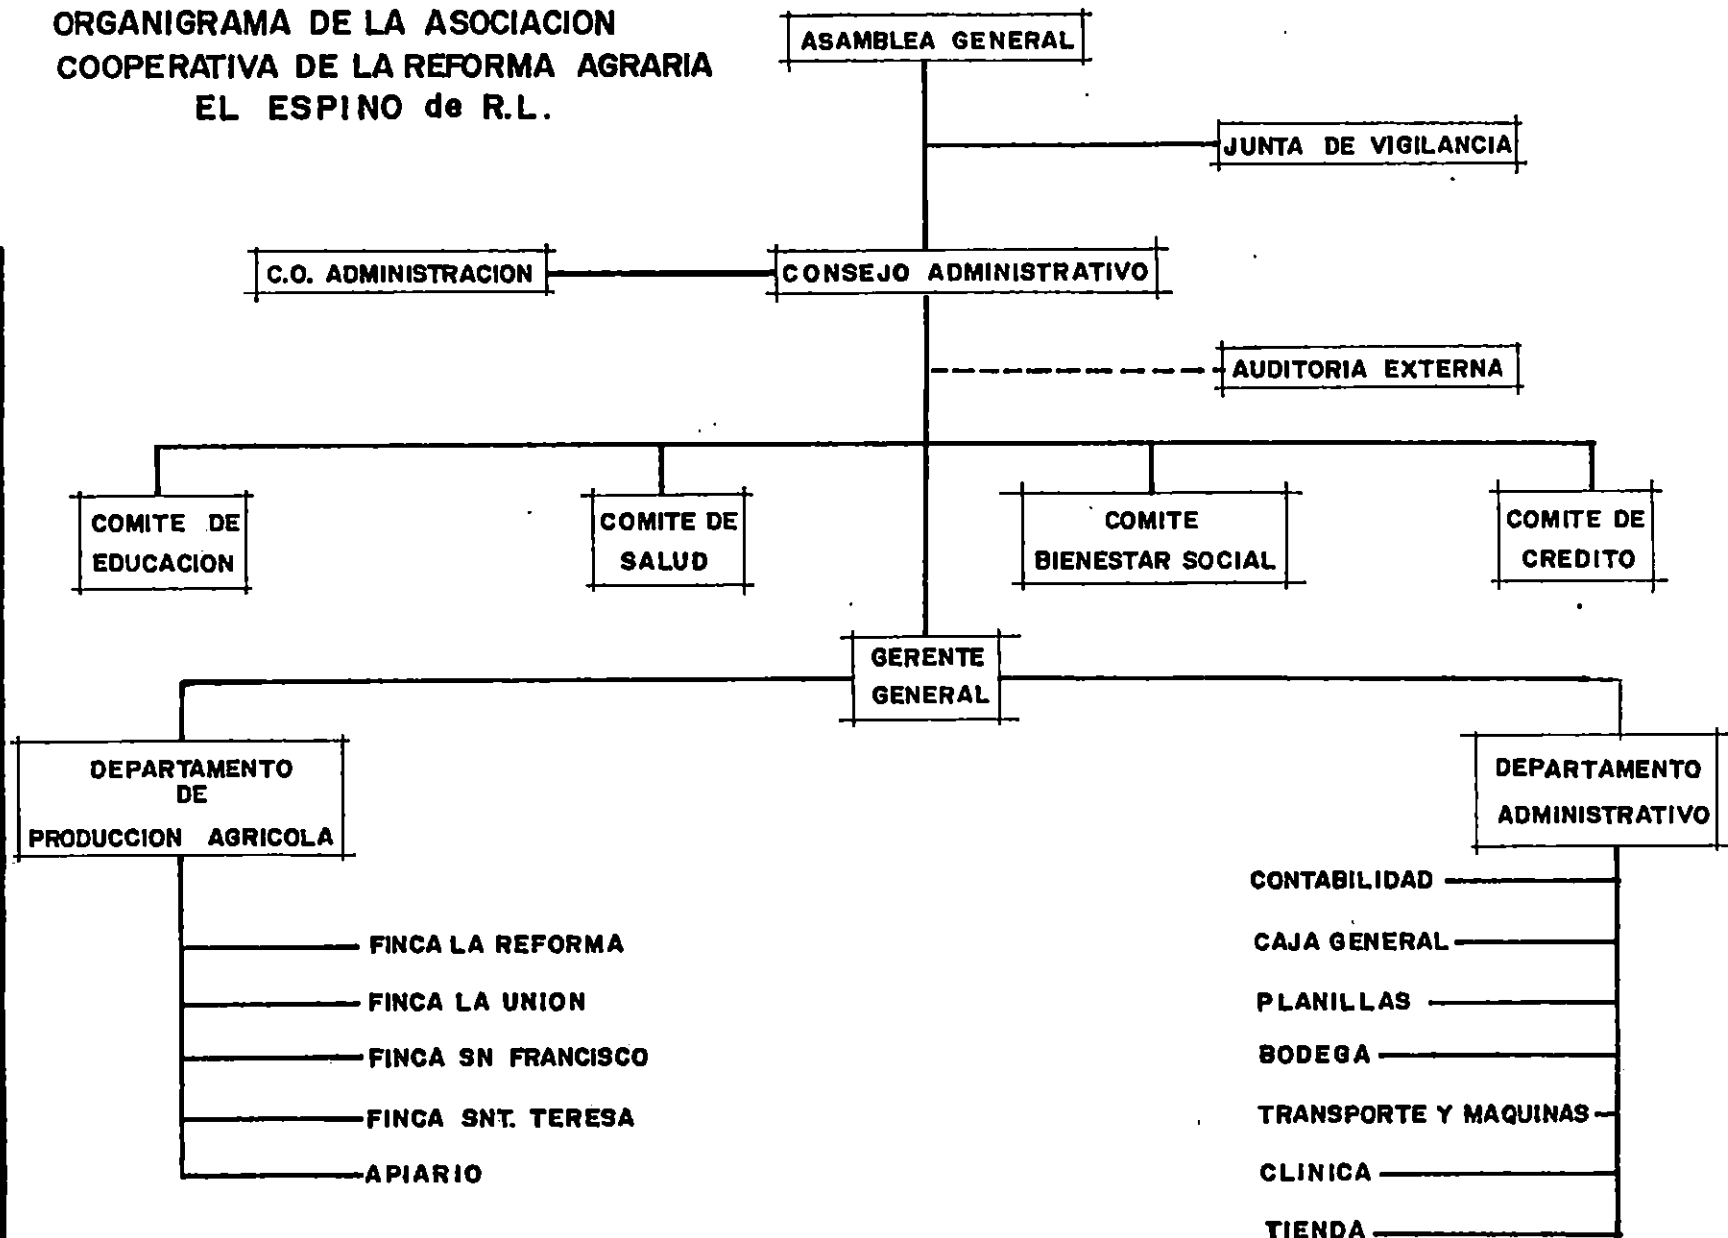 ORGANIGRAMA DE LA ASOCIACION
COOPERATIVA DE LA REFORMA AGRARIA
EL ESPINO de R.L.
ASAMBLEA GENERAL
JUNTA DE VIGILANCIA
C.O. ADMINISTRACION
CONSEJO ADMINISTRATIVO
AUDITORIA EXTERNA
COMITE DE
EDUCACION
COMITE DE
SALUD
COMITE
BIENESTAR SOCIAL
COMITE DE
CREDITO
GERENTE
GENERAL
DEPARTAMENTO
DE
PRODUCCION AGRICOLA
FINCA LA REFORMA
FINCA LA UNION
FINCA SN FRANCISCO
FINCA SNT. TERESA
APIARIO
DEPARTAMENTO
ADMINISTRATIVO
CONTABILIDAD
CAJA GENERAL
PLANILLAS
BODEGA
TRANSPORTE Y MAQUINAS
CLINICA
TIENDA